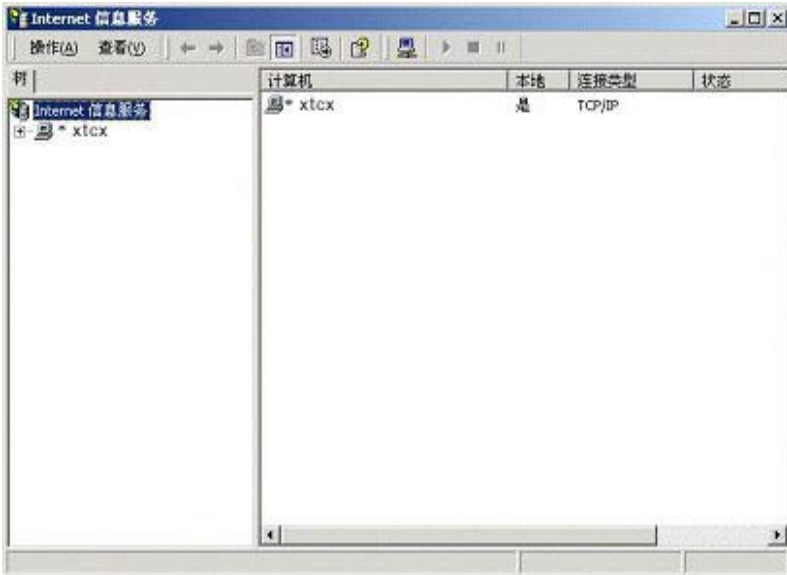 Internet 信息服务
操作(A) 查看(V)
树
计算机 本地 连接类型 状态
Internet 信息服务
* xtcx
* xtcx 是 TCP/IP